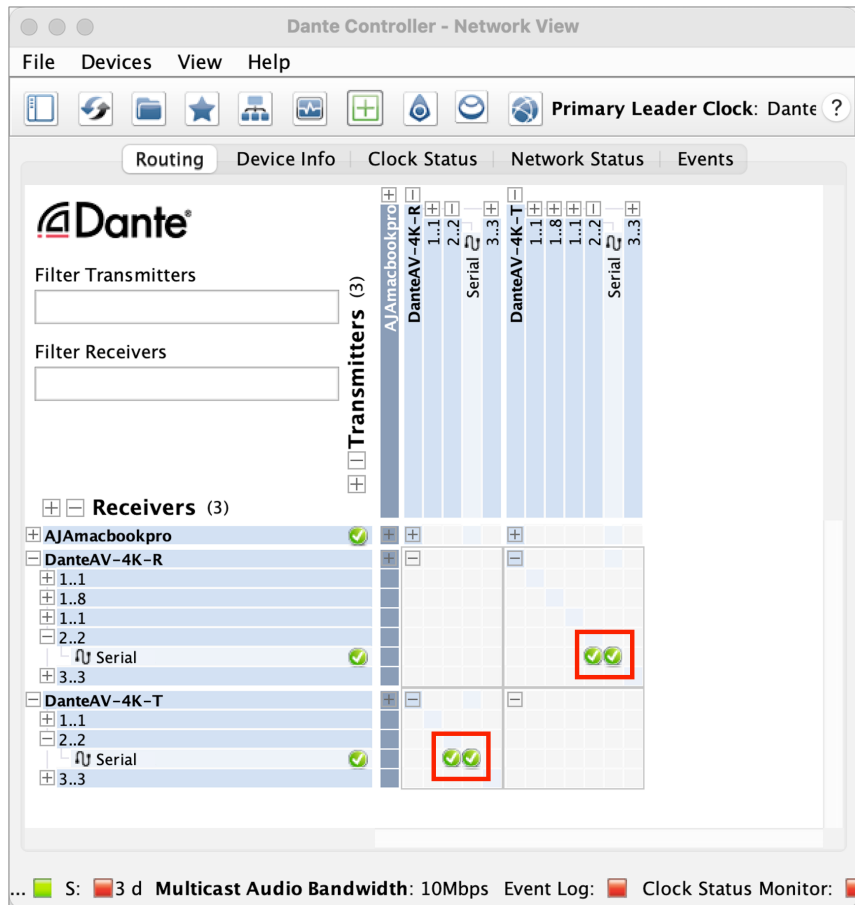 Dante Controller - Network View
File Devices View Help
Primary Leader Clock: Dante ?
Routing Device Info Clock Status Network Status Events
Dante®
Filter Transmitters
Filter Receivers
Transmitters (3)
AJAmacbookpro
DanteAV-4K-R
1..1
2..2
Serial
3..3
DanteAV-4K-T
1..1
1..8
1..1
2..2
Serial
3..3
Receivers (3)
AJAmacbookpro
DanteAV-4K-R
1..1
1..8
1..1
2..2
Serial
3..3
DanteAV-4K-T
1..1
2..2
Serial
3..3
... S: 3 d Multicast Audio Bandwidth: 10Mbps Event Log: Clock Status Monitor: